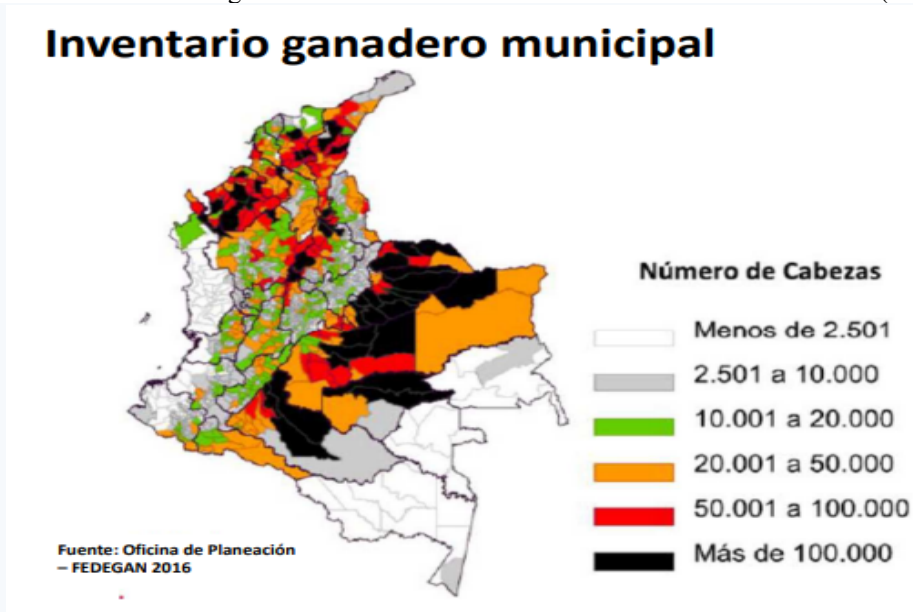 Inventario ganadero municipal
Número de Cabezas
Menos de 2.501
2.501 a 10.000
10.001 a 20.000
20.001 a 50.000
50.001 a 100.000
Más de 100.000
Fuente: Oficina de Planeación
– FEDEGAN 2016